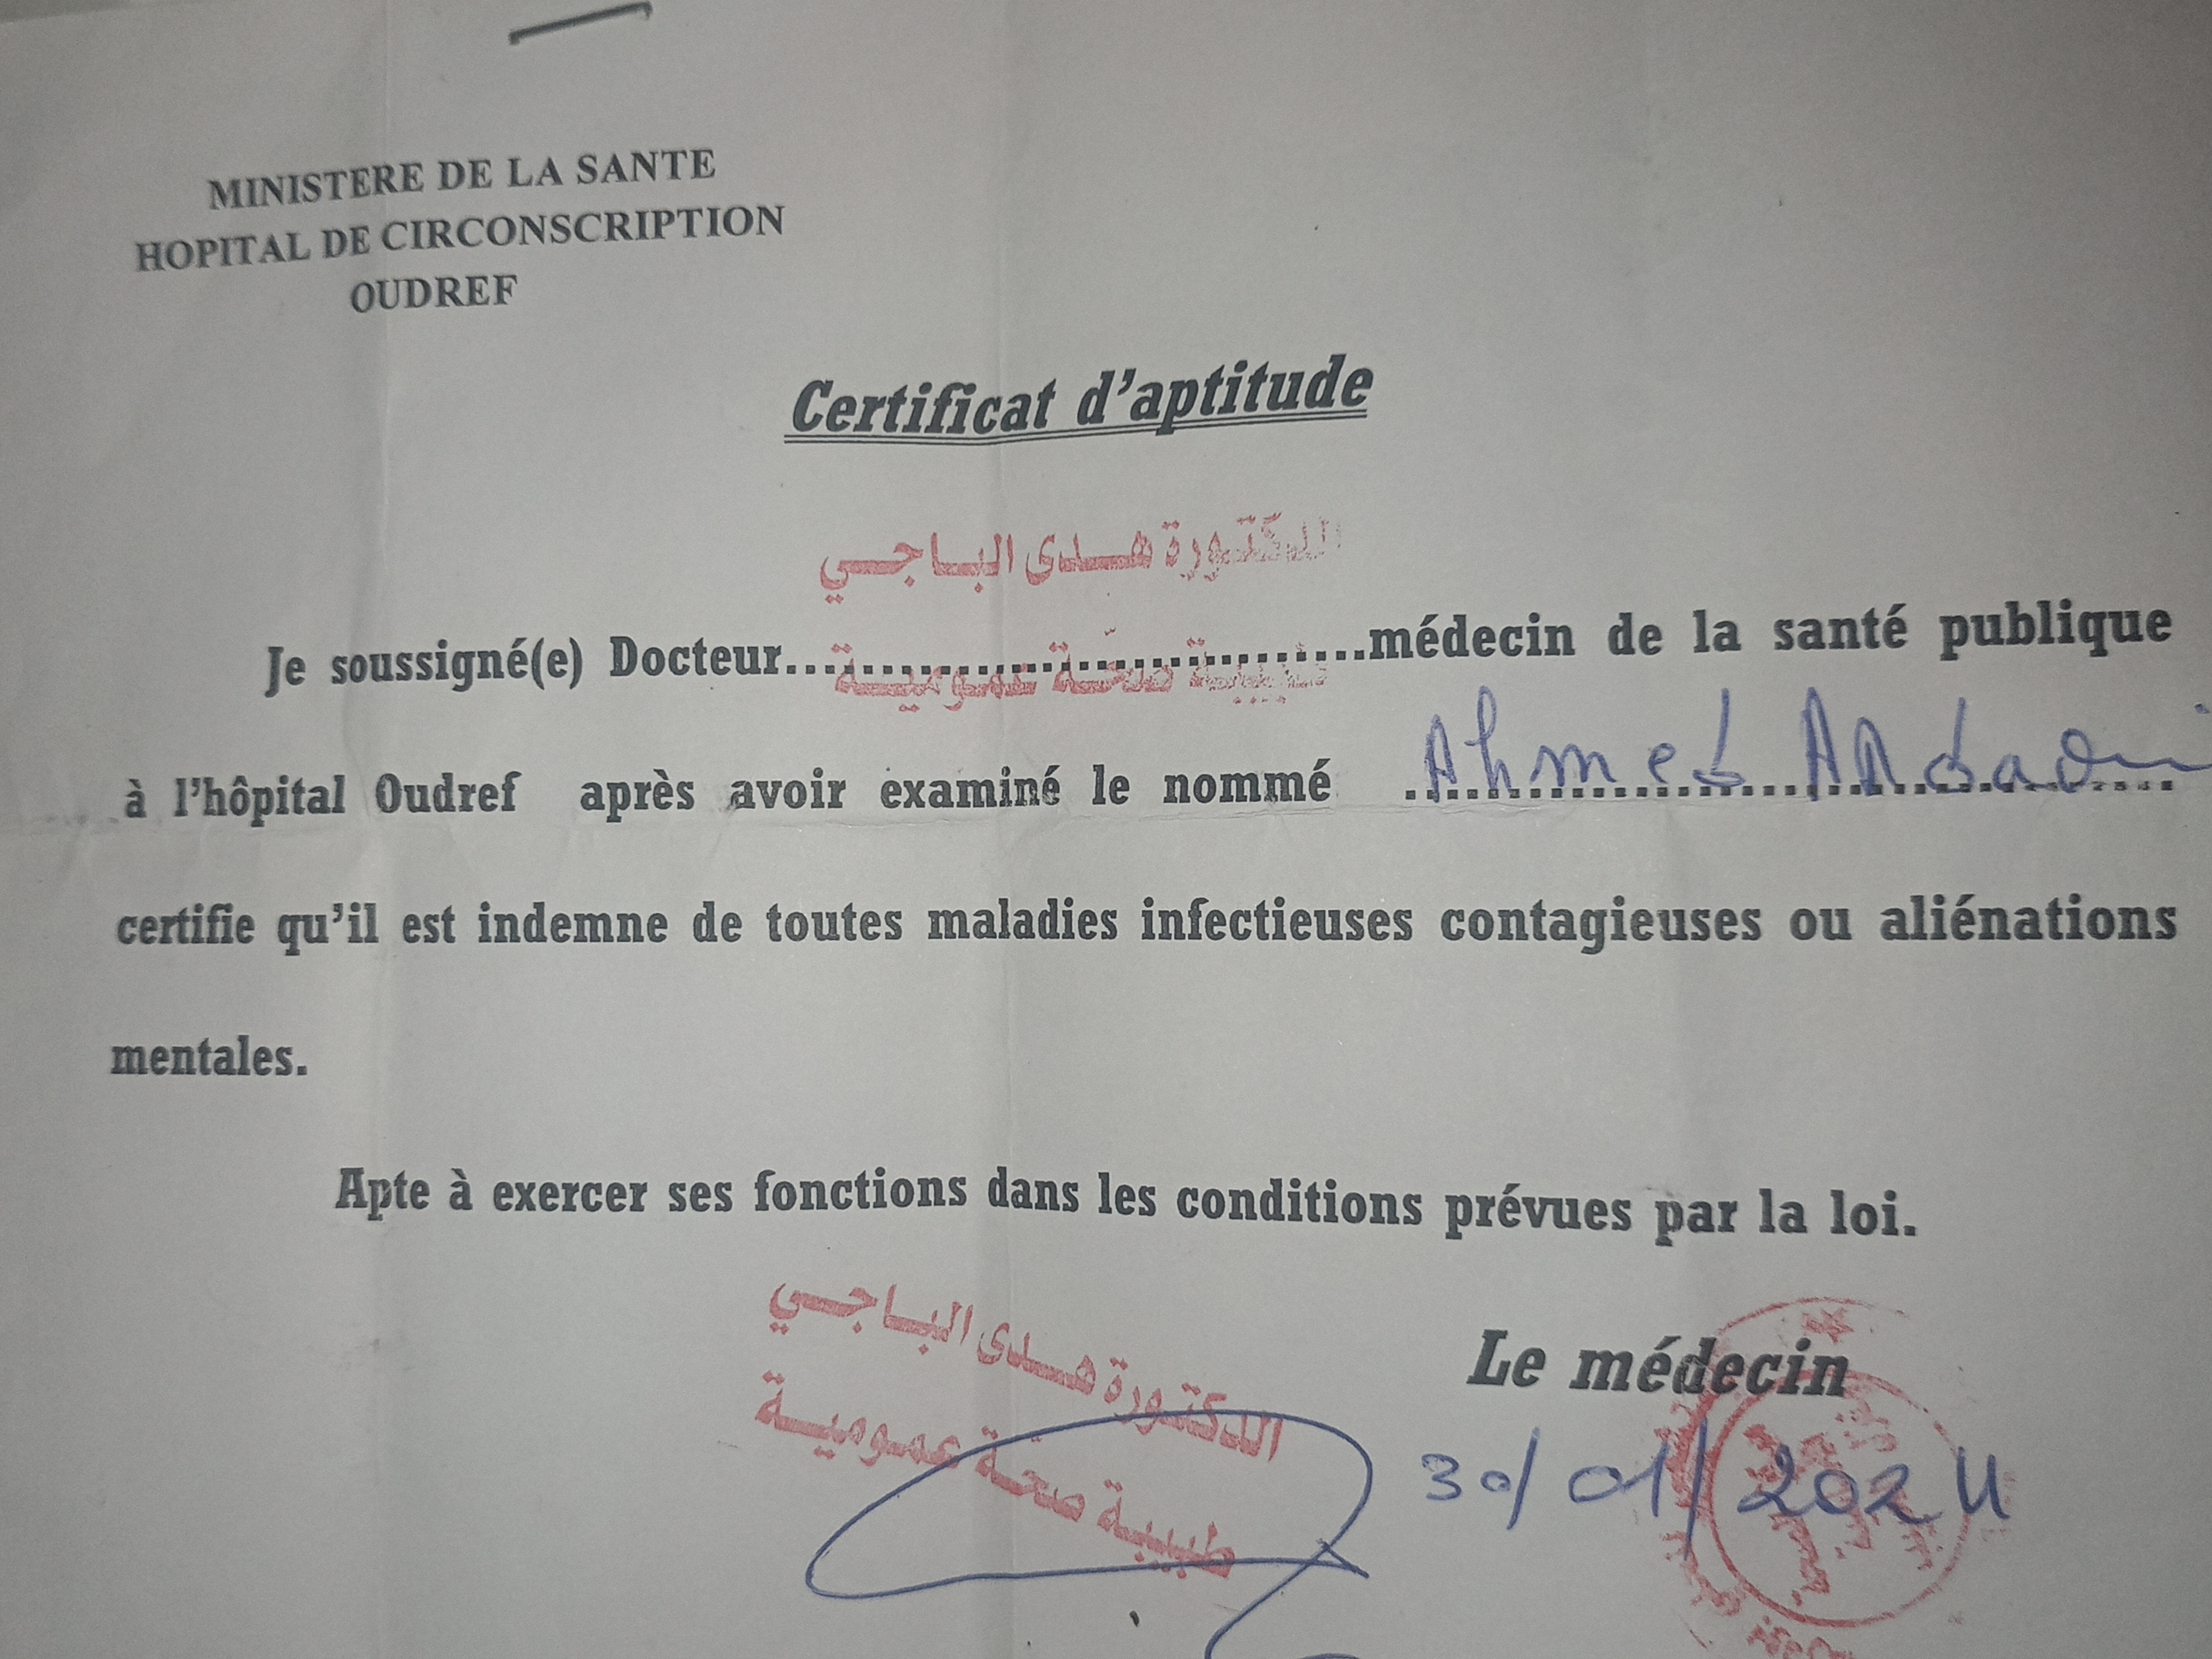 MINISTERE DE LA SANTE
HOPITAL DE CIRCONSCRIPTION
OUDREF
Certificat d'aptitude
الدكتورة هدى الباجي
Je soussigné(e) Docteur....................................médecin de la santé publique
طبيبة صحة عمومية
à l'hôpital Oudref après avoir examiné le nommé Ahmed
certifie qu'il est indemne de toutes maladies infectieuses contagieuses ou aliénations
mentales.
Apte à exercer ses fonctions dans les conditions prévues par la loi.
الدكتورة هدى الباجي
طبيبة صحة عمومية
Le médecin
30/01/2024